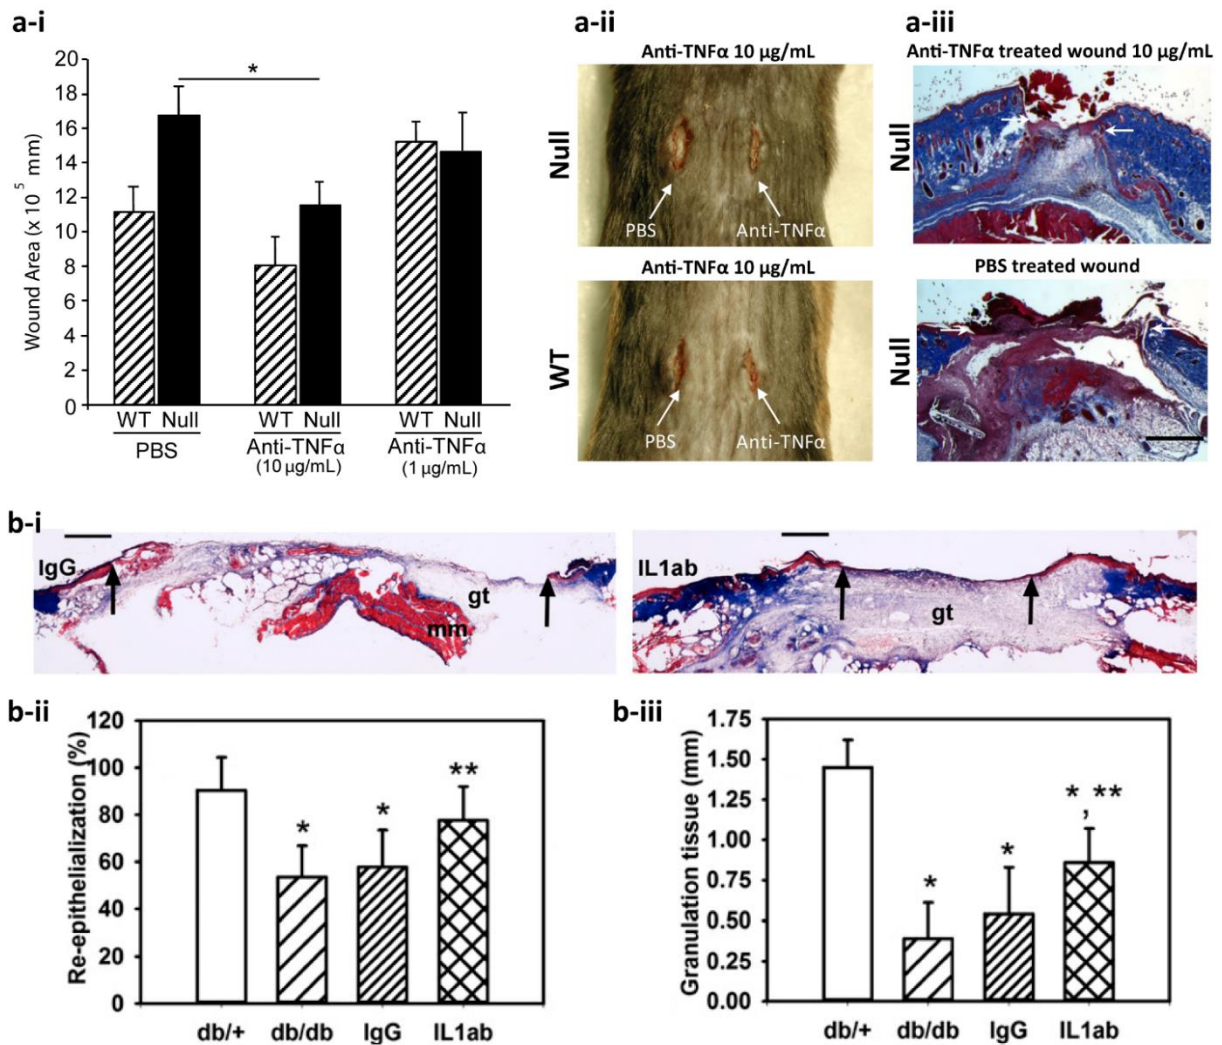 a-i
20
18
16
14
12
10
8
6
4
2
0
Wound Area (x 10 5 mm)
*
WT Null WT Null WT Null
PBS
Anti-TNFα
(10 µg/mL)
Anti-TNFα
(1 µg/mL)
a-ii
Anti-TNFα 10 µg/mL
Null
PBS
Anti-TNFα
Anti-TNFα 10 µg/mL
WT
PBS
Anti-TNFα
a-iii
Anti-TNFα treated wound 10 µg/mL
Null
PBS treated wound
Null
b-i
IgG
gt
mm
IL1ab
gt
b-ii
120
100
80
60
40
20
0
Re-epithelialization (%)
*
*
**
db/+ db/db IgG IL1ab
b-iii
1.75
1.50
1.25
1.00
0.75
0.50
0.25
0.00
Granulation tissue (mm)
*
*
*, **
db/+ db/db IgG IL1ab